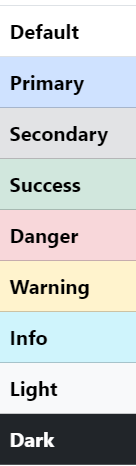 Default
Primary
Secondary
Success
Danger
Warning
Info
Light
Dark